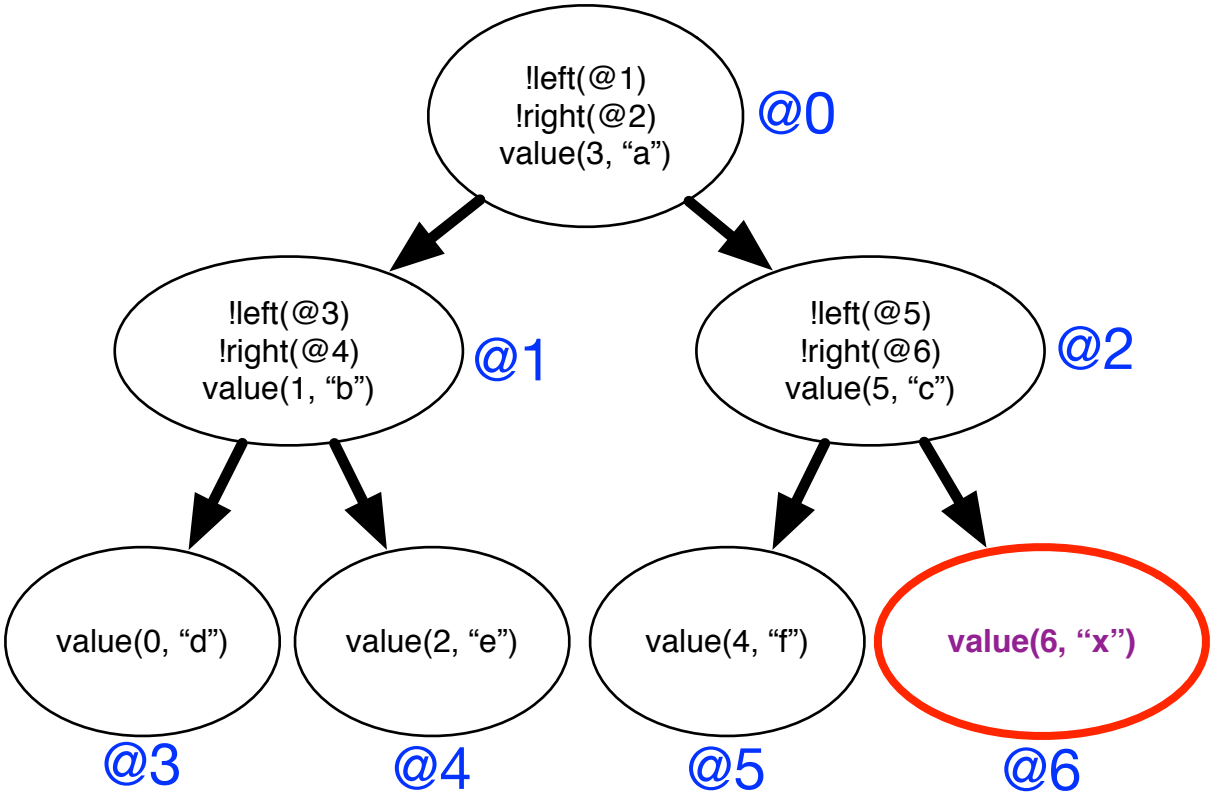 !left(@1)
!right(@2)
value(3, “a”)
@0
!left(@3)
!right(@4)
value(1, “b”)
@1
!left(@5)
!right(@6)
value(5, “c”)
@2
value(0, “d”)
@3
value(2, “e”)
@4
value(4, “f”)
@5
value(6, “x”)
@6